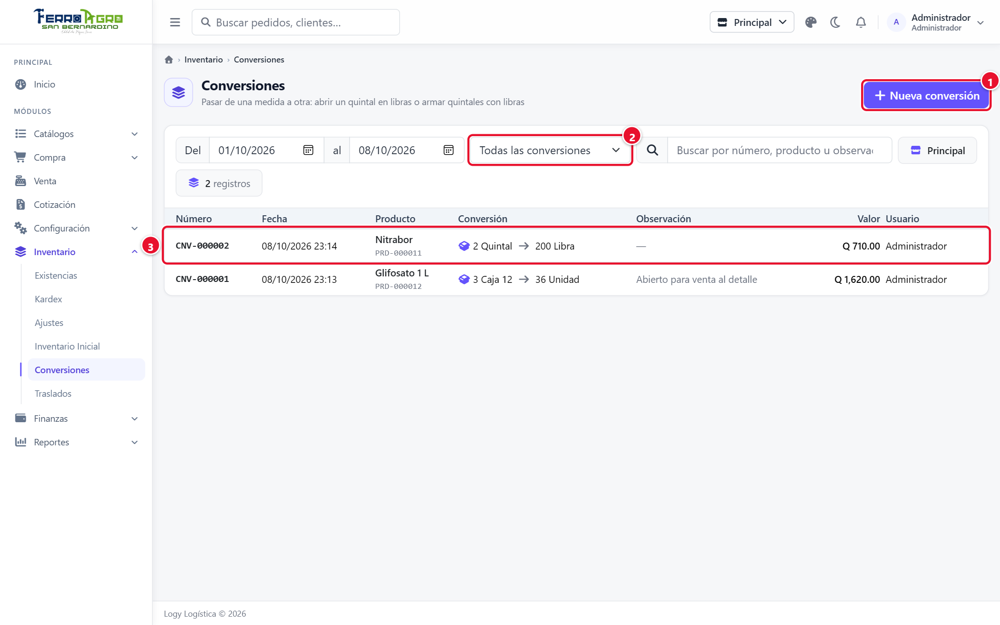 FERRO AGRO
SAN BERNARDINO
Buscar pedidos, clientes...
Principal
A
Administrador
Administrador
PRINCIPAL
Inicio
MÓDULOS
Catálogos
Compra
Venta
Cotización
Configuración
Inventario
Existencias
Kardex
Ajustes
Inventario Inicial
Conversiones
Traslados
Finanzas
Reportes
› Inventario › Conversiones
Conversiones
Pasar de una medida a otra: abrir un quintal en libras o armar quintales con libras
+ Nueva conversión
1
Del 01/10/2026 al 08/10/2026
Todas las conversiones
2
Buscar por número, producto u observac
Principal
2 registros
Número Fecha Producto Conversión Observación Valor Usuario
3
CNV-000002 08/10/2026 23:14 Nitrabor PRD-000011 2 Quintal → 200 Libra — Q 710.00 Administrador
CNV-000001 08/10/2026 23:13 Glifosato 1 L PRD-000012 3 Caja 12 → 36 Unidad Abierto para venta al detalle Q 1,620.00 Administrador
Logy Logística © 2026